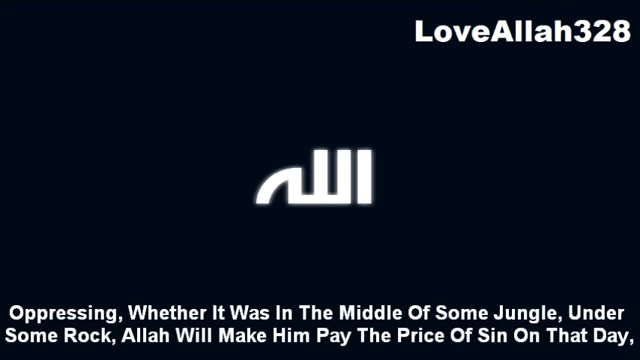 LoveAllah328
الله
Oppressing, Whether It Was In The Middle Of Some Jungle, Under
Some Rock, Allah Will Make Him Pay The Price Of Sin On That Day,